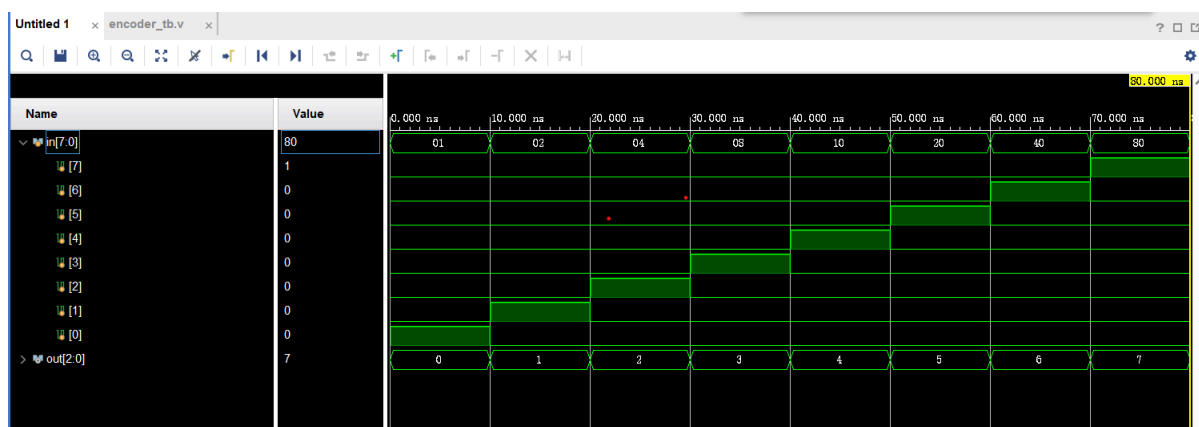 Untitled 1 × encoder_tb.v ×
? 
80.000 ns
Name Value
0.000 ns 10.000 ns 20.000 ns 30.000 ns 40.000 ns 50.000 ns 60.000 ns 70.000 ns
in[7:0] 80 01 02 04 08 10 20 40 80
[7] 1
[6] 0
[5] 0
[4] 0
[3] 0
[2] 0
[1] 0
[0] 0
out[2:0] 7 0 1 2 3 4 5 6 7